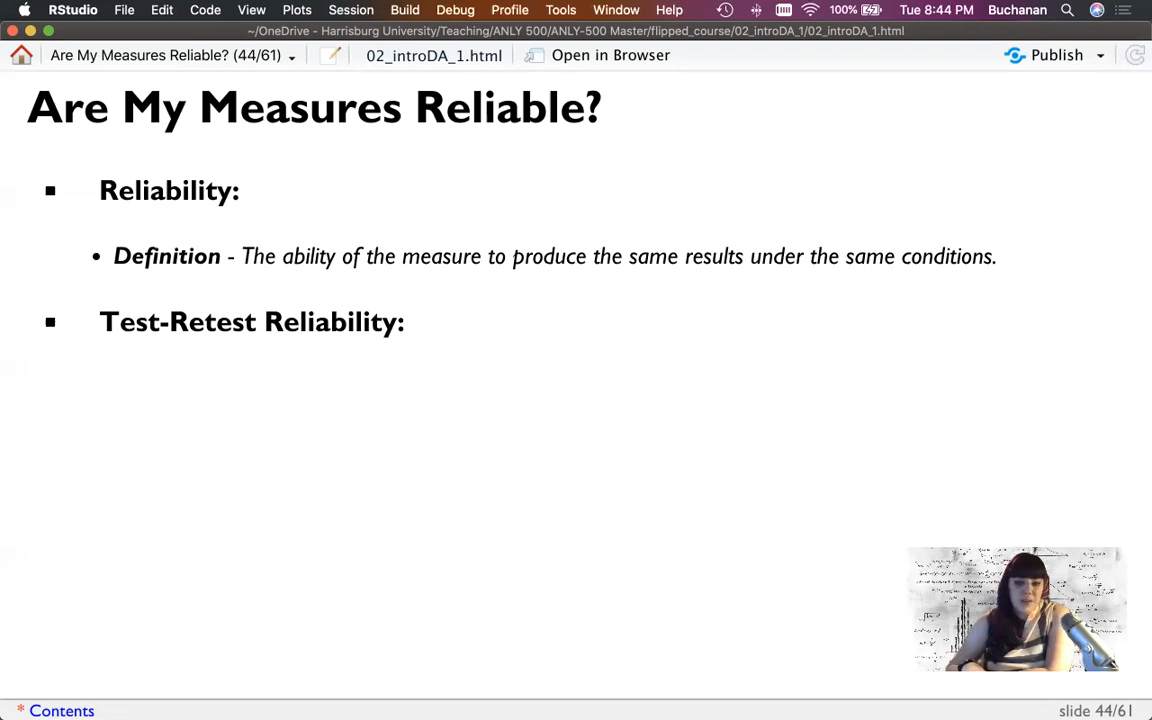 RStudio File Edit Code View Plots Session Build Debug Profile Tools Window Help 100% Tue 8:44 PM Buchanan
~/OneDrive - Harrisburg University/Teaching/ANLY 500/ANLY-500 Master/flipped_course/02_introDA_1/02_introDA_1.html
Are My Measures Reliable? (44/61) 02_introDA_1.html Open in Browser Publish
Are My Measures Reliable?
Reliability:
Definition - The ability of the measure to produce the same results under the same conditions.
Test-Retest Reliability:
* Contents slide 44/61